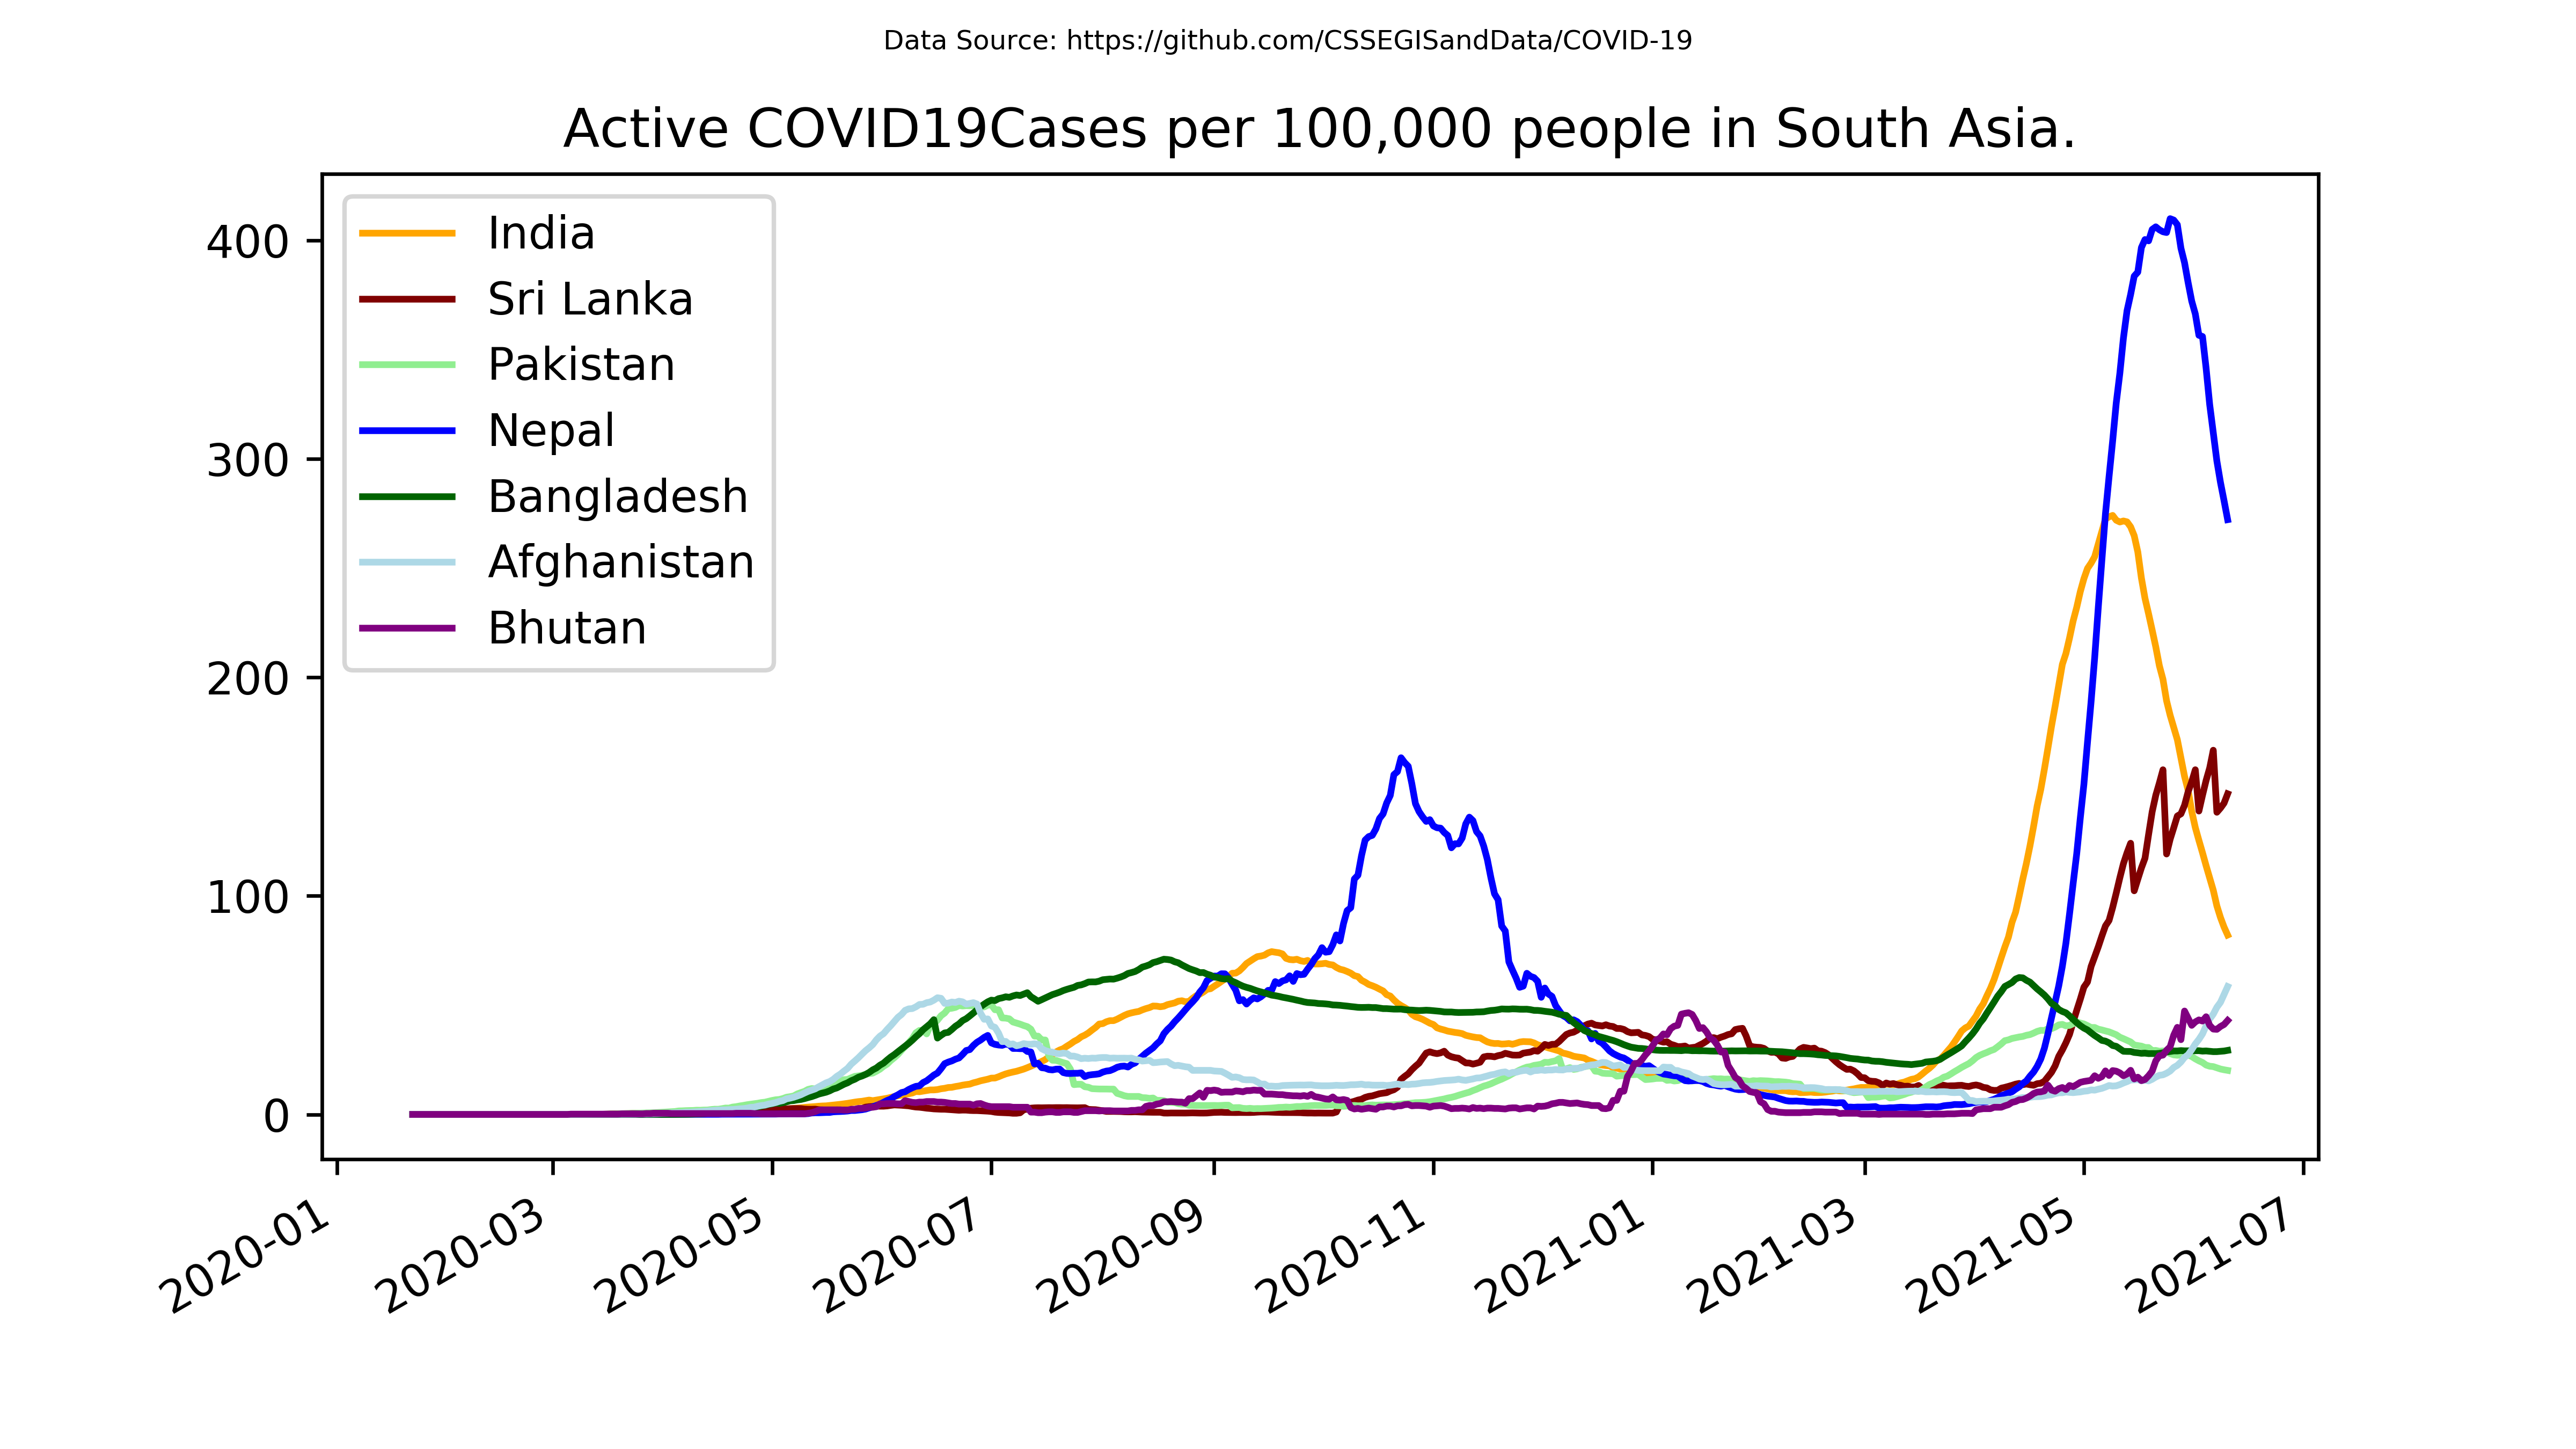 Data Source: https://github.com/CSSEGISandData/COVID-19
Active COVID19Cases per 100,000 people in South Asia.
India
Sri Lanka
Pakistan
Nepal
Bangladesh
Afghanistan
Bhutan
400
300
200
100
0
2020-01
2020-03
2020-05
2020-07
2020-09
2020-11
2021-01
2021-03
2021-05
2021-07